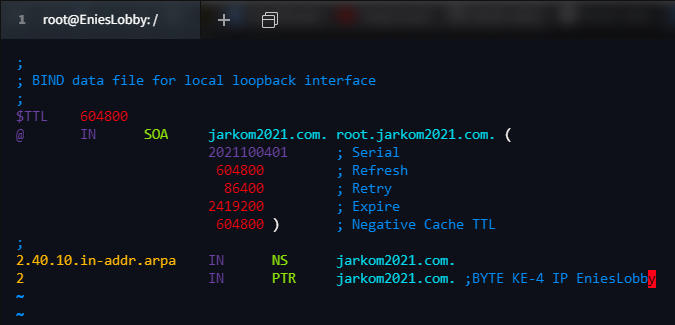 1 root@EniesLobby: /
;
; BIND data file for local loopback interface
;
$TTL    604800
@       IN      SOA     jarkom2021.com. root.jarkom2021.com. (
                        2021100401      ; Serial
                         604800         ; Refresh
                          86400         ; Retry
                        2419200         ; Expire
                         604800 )       ; Negative Cache TTL
;
2.40.10.in-addr.arpa    IN      NS      jarkom2021.com.
2                       IN      PTR     jarkom2021.com. ;BYTE KE-4 IP EniesLobby
~
~